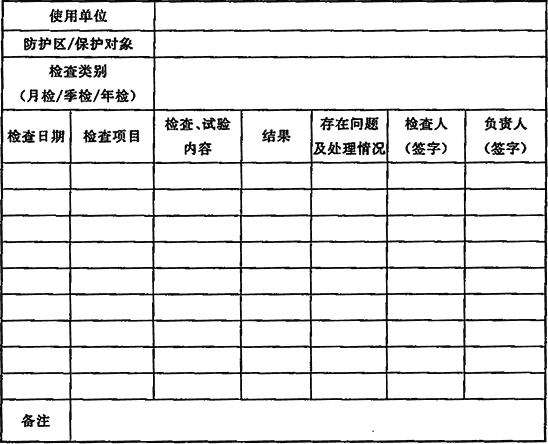 使用单位
防护区/保护对象
检查类别
(月检/季检/年检)
检查日期 检查项目 检查、试验 结果 存在问题 检查人 负责人
内容 及处理情况 (签字) (签字)
备注